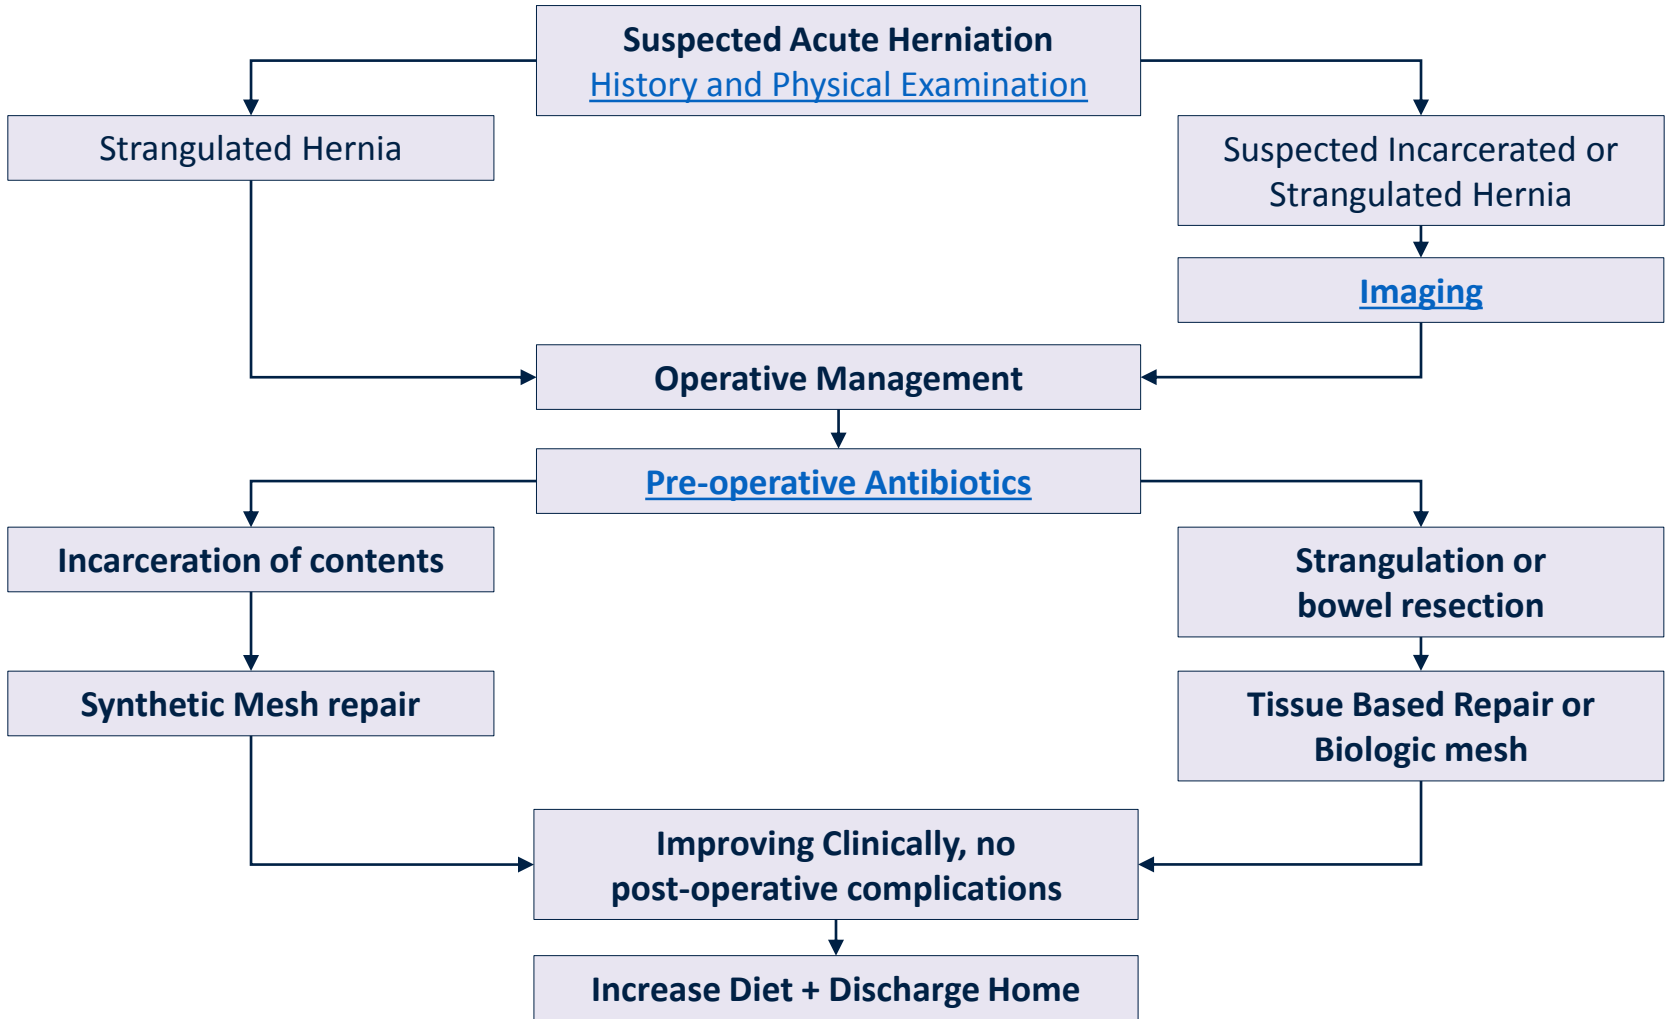 Suspected Acute Herniation
History and Physical Examination
Strangulated Hernia
Suspected Incarcerated or
Strangulated Hernia
Imaging
Operative Management
Pre-operative Antibiotics
Incarceration of contents
Strangulation or
bowel resection
Synthetic Mesh repair
Tissue Based Repair or
Biologic mesh
Improving Clinically, no
post-operative complications
Increase Diet + Discharge Home